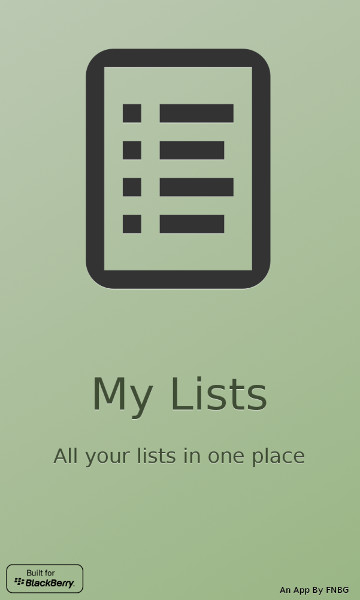 My Lists
All your lists in one place
Built for
BlackBerry.
An App By FNBG